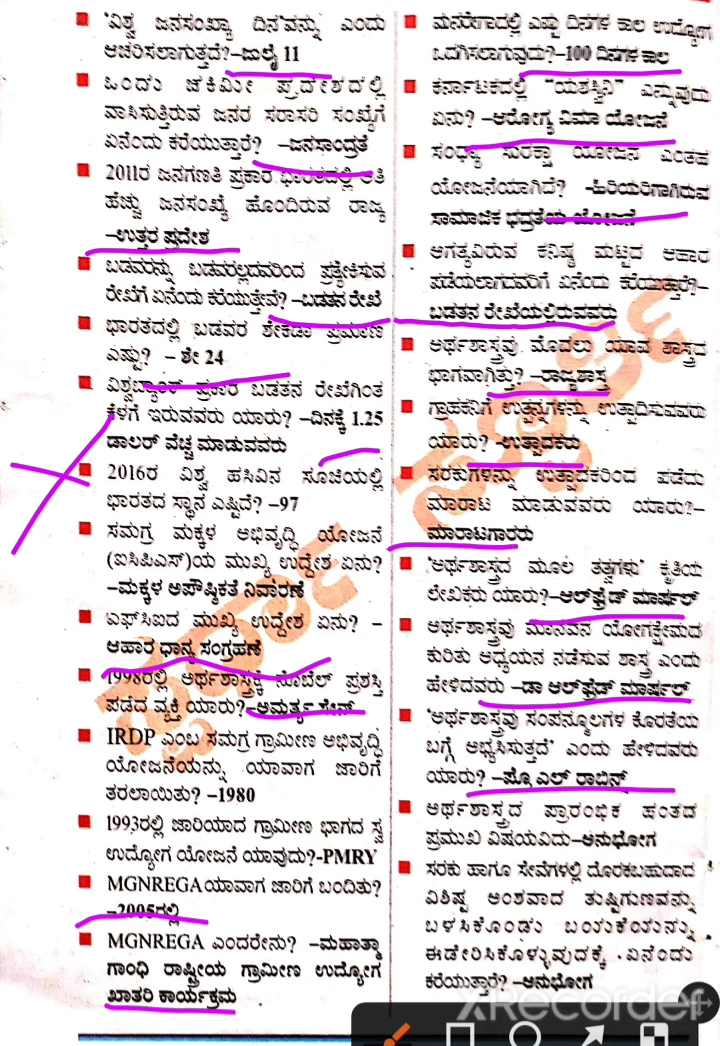 'ವಿಶ್ವ ಜನಸಂಖ್ಯಾ ದಿನ'ವನ್ನು ಎಂದು
ಆಚರಿಸಲಾಗುತ್ತದೆ?–ಜುಲೈ 11
ಒಂದು ಚಕಿಮೀ ಪ್ರದೇಶದಲ್ಲಿ
ವಾಸಿಸುತ್ತಿರುವ ಜನರ ಸರಾಸರಿ ಸಂಖ್ಯೆಗೆ
ಏನೆಂದು ಕರೆಯುತ್ತಾರೆ? –ಜನಸಾಂದ್ರತೆ
2011ರ ಜನಗಣತಿ ಪ್ರಕಾರ ಭಾರತದಲ್ಲಿ ಅತಿ
ಹೆಚ್ಚು ಜನಸಂಖ್ಯೆ ಹೊಂದಿರುವ ರಾಜ್ಯ
–ಉತ್ತರ ಪ್ರದೇಶ
ಬಡವರನ್ನು ಬಡವರಲ್ಲದವರಿಂದ ಪ್ರತ್ಯೇಕಿಸುವ
ರೇಖೆಗೆ ಏನೆಂದು ಕರೆಯುತ್ತೇವೆ? –ಬಡತನ ರೇಖೆ
ಭಾರತದಲ್ಲಿ ಬಡವರ ಶೇಕಡಾ ಪ್ರಮಾಣ
ಎಷ್ಟು? – ಶೇ 24
ವಿಶ್ವಬ್ಯಾಂಕ್ ಪ್ರಕಾರ ಬಡತನ ರೇಖೆಗಿಂತ
ಕೆಳಗೆ ಇರುವವರು ಯಾರು? –ದಿನಕ್ಕೆ 1.25
ಡಾಲರ್ ವೆಚ್ಚ ಮಾಡುವವರು
2016ರ ವಿಶ್ವ ಹಸಿವಿನ ಸೂಚಿಯಲ್ಲಿ
ಭಾರತದ ಸ್ಥಾನ ಎಷ್ಟಿದೆ? –97
ಸಮಗ್ರ ಮಕ್ಕಳ ಅಭಿವೃದ್ಧಿ ಯೋಜನೆ
(ಐಸಿಪಿಎಸ್)ಯ ಮುಖ್ಯ ಉದ್ದೇಶ ಏನು?
–ಮಕ್ಕಳ ಅಪೌಷ್ಠಿಕತೆ ನಿವಾರಣೆ
ಎಫ್‌ಸಿಐದ ಮುಖ್ಯ ಉದ್ದೇಶ ಏನು? –
ಆಹಾರ ಧಾನ್ಯ ಸಂಗ್ರಹಣೆ
1998ರಲ್ಲಿ ಅರ್ಥಶಾಸ್ತ್ರಕ್ಕೆ ನೊಬೆಲ್ ಪ್ರಶಸ್ತಿ
ಪಡೆದ ವ್ಯಕ್ತಿ ಯಾರು?–ಅಮರ್ತ್ಯ ಸೇನ್
IRDP ಎಂಬ ಸಮಗ್ರ ಗ್ರಾಮೀಣ ಅಭಿವೃದ್ಧಿ
ಯೋಜನೆಯನ್ನು ಯಾವಾಗ ಜಾರಿಗೆ
ತರಲಾಯಿತು? –1980
1993ರಲ್ಲಿ ಜಾರಿಯಾದ ಗ್ರಾಮೀಣ ಭಾಗದ ಸ್ವ
ಉದ್ಯೋಗ ಯೋಜನೆ ಯಾವುದು?-PMRY
MGNREGA ಯಾವಾಗ ಜಾರಿಗೆ ಬಂದಿತು?
–2005ರಲ್ಲಿ
MGNREGA ಎಂದರೇನು? –ಮಹಾತ್ಮಾ
ಗಾಂಧಿ ರಾಷ್ಟ್ರೀಯ ಗ್ರಾಮೀಣ ಉದ್ಯೋಗ
ಖಾತರಿ ಕಾರ್ಯಕ್ರಮ
ಮನರೇಗಾದಲ್ಲಿ ಎಷ್ಟು ದಿನಗಳ ಕಾಲ ಉದ್ಯೋಗ
ಒದಗಿಸಲಾಗುವುದು?–100 ದಿನಗಳ ಕಾಲ
ಕರ್ನಾಟಕದಲ್ಲಿ "ಯಶಸ್ವಿನಿ" ಎನ್ನುವುದು
ಏನು? –ಆರೋಗ್ಯ ವಿಮಾ ಯೋಜನೆ
ಸಂಧ್ಯಾ ಸುರಕ್ಷಾ ಯೋಜನೆ ಎಂತಹ
ಯೋಜನೆಯಾಗಿದೆ? –ಹಿರಿಯರಿಗಾಗಿರುವ
ಸಾಮಾಜಿಕ ಭದ್ರತೆಯ ಯೋಜನೆ
ಅಗತ್ಯವಿರುವ ಕನಿಷ್ಠ ಮಟ್ಟದ ಆಹಾರ
ಪಡೆಯಲಾಗದವರಿಗೆ ಏನೆಂದು ಕರೆಯುತ್ತಾರೆ?–
ಬಡತನ ರೇಖೆಯಲ್ಲಿರುವವರು
ಅರ್ಥಶಾಸ್ತ್ರವು ಮೊದಲು ಯಾವ ಶಾಸ್ತ್ರದ
ಭಾಗವಾಗಿತ್ತು? –ರಾಜ್ಯಶಾಸ್ತ್ರ
ಗ್ರಾಹಕನಿಗೆ ಉತ್ಪನ್ನಗಳನ್ನು ಉತ್ಪಾದಿಸುವವರು
ಯಾರು? –ಉತ್ಪಾದಕರು
ಸರಕುಗಳನ್ನು ಉತ್ಪಾದಕರಿಂದ ಪಡೆದು
ಮಾರಾಟ ಮಾಡುವವರು ಯಾರು?–
ಮಾರಾಟಗಾರರು
'ಅರ್ಥಶಾಸ್ತ್ರದ ಮೂಲ ತತ್ವಗಳು' ಕೃತಿಯ
ಲೇಖಕರು ಯಾರು?–ಆಲ್‌ಫ್ರೆಡ್ ಮಾರ್ಷಲ್
ಅರ್ಥಶಾಸ್ತ್ರವು ಮಾನವನ ಯೋಗಕ್ಷೇಮದ
ಕುರಿತು ಅಧ್ಯಯನ ನಡೆಸುವ ಶಾಸ್ತ್ರ ಎಂದು
ಹೇಳಿದವರು –ಡಾ ಆಲ್‌ಫ್ರೆಡ್ ಮಾರ್ಷಲ್
'ಅರ್ಥಶಾಸ್ತ್ರವು ಸಂಪನ್ಮೂಲಗಳ ಕೊರತೆಯ
ಬಗ್ಗೆ ಅಭ್ಯಸಿಸುತ್ತದೆ' ಎಂದು ಹೇಳಿದವರು
ಯಾರು? –ಪ್ರೊ ಎಲ್ ರಾಬಿನ್ಸ್
ಅರ್ಥಶಾಸ್ತ್ರದ ಪ್ರಾರಂಭಿಕ ಹಂತದ
ಪ್ರಮುಖ ವಿಷಯವಿದು–ಅನುಭೋಗ
ಸರಕು ಹಾಗೂ ಸೇವೆಗಳಲ್ಲಿ ದೊರಕಬಹುದಾದ
ವಿಶಿಷ್ಟ ಅಂಶವಾದ ತುಷ್ಟಿಗುಣವನ್ನು
ಬಳಸಿಕೊಂಡು ಬಯಕೆಯನ್ನು
ಈಡೇರಿಸಿಕೊಳ್ಳುವುದಕ್ಕೆ ಏನೆಂದು
ಕರೆಯುತ್ತಾರೆ? –ಅನುಭೋಗ
XRecorder